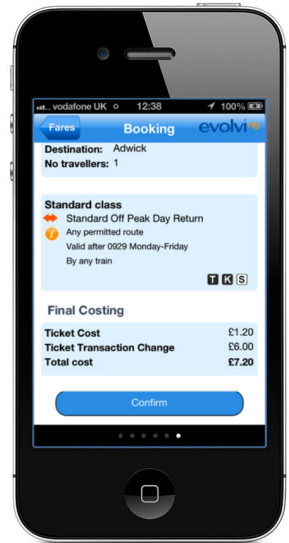 vodafone UK 12:38 100%
Fares Booking evolvi
Destination: Adwick
No travellers: 1
Standard class
Standard Off Peak Day Return
Any permitted route
Valid after 0929 Monday-Friday
By any train
T K S
Final Costing
Ticket Cost £1.20
Ticket Transaction Change £6.00
Total cost £7.20
Confirm